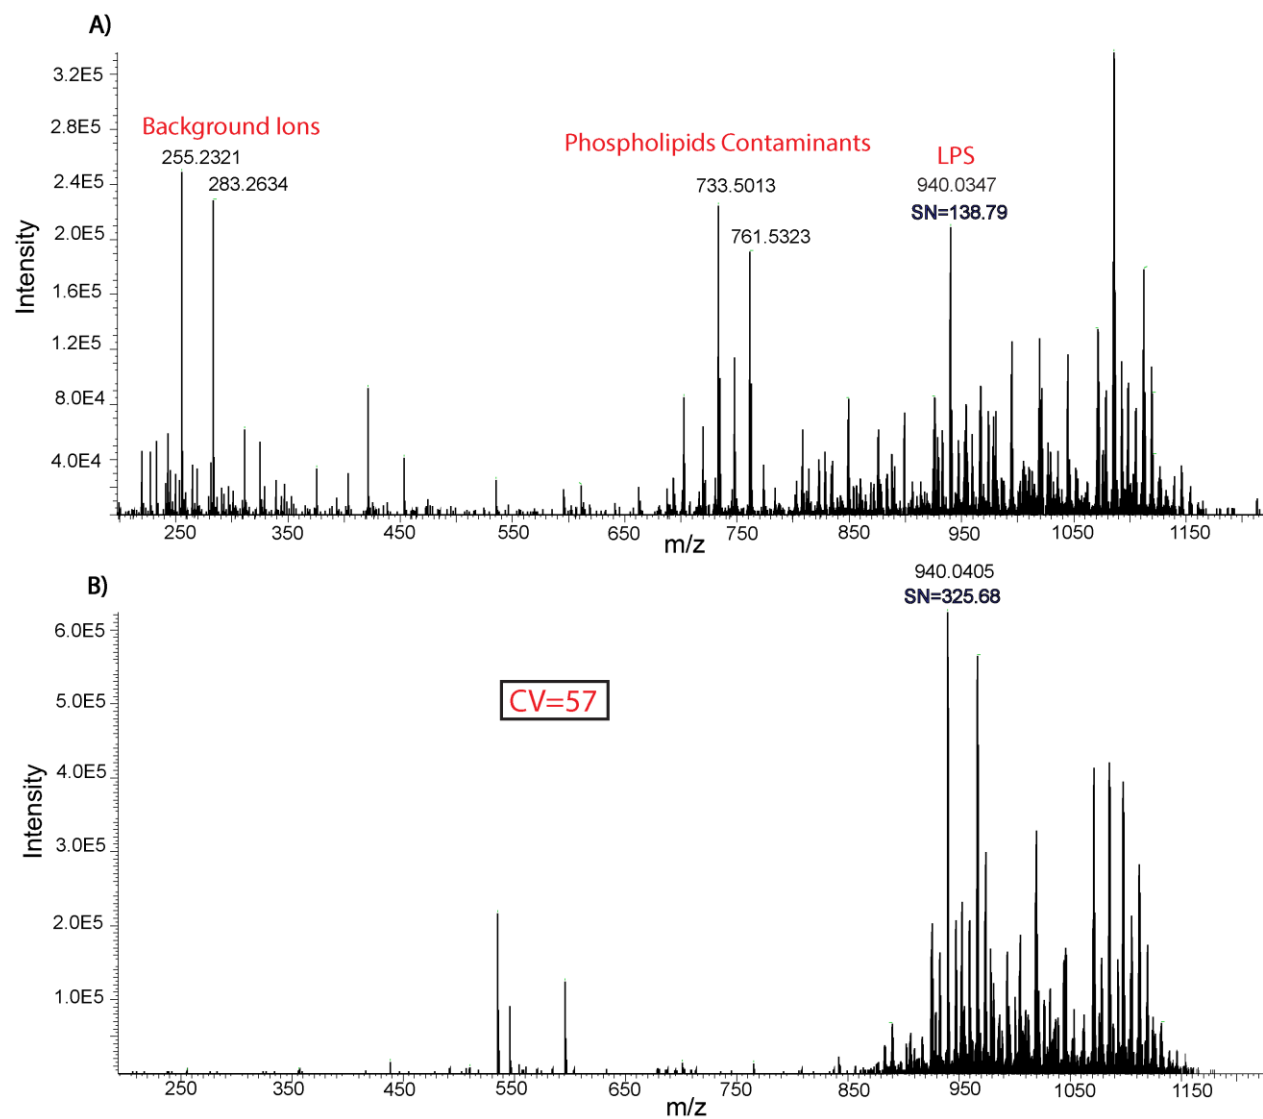 A)
3.2E5
2.8E5
2.4E5
2.0E5
1.6E5
1.2E5
8.0E4
4.0E4
Intensity
Background Ions
255.2321
283.2634
Phospholipids Contaminants
733.5013
761.5323
LPS
940.0347
SN=138.79
250 350 450 550 650 750 850 950 1050 1150
m/z
B)
6.0E5
5.0E5
4.0E5
3.0E5
2.0E5
1.0E5
Intensity
CV=57
940.0405
SN=325.68
250 350 450 550 650 750 850 950 1050 1150
m/z